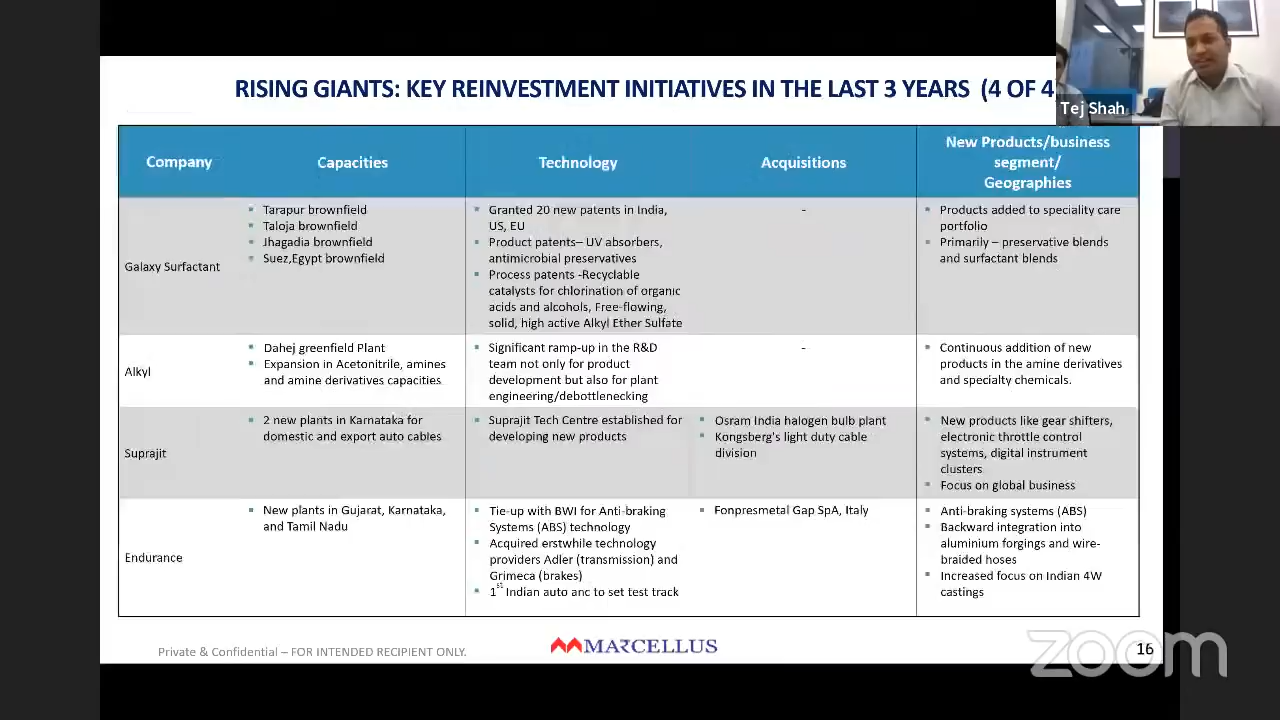 RISING GIANTS: KEY REINVESTMENT INITIATIVES IN THE LAST 3 YEARS (4 OF 4
Tej Shah
Company
Capacities
Technology
Acquisitions
New Products/business
segment/
Geographies
Galaxy Surfactant
▪ Tarapur brownfield
▪ Taloja brownfield
▪ Jhagadia brownfield
▪ Suez,Egypt brownfield
▪ Granted 20 new patents in India,
US, EU
▪ Product patents– UV absorbers,
antimicrobial preservatives
▪ Process patents -Recyclable
catalysts for chlorination of organic
acids and alcohols, Free-flowing,
solid, high active Alkyl Ether Sulfate
-
▪ Products added to speciality care
portfolio
▪ Primarily – preservative blends
and surfactant blends
Alkyl
▪ Dahej greenfield Plant
▪ Expansion in Acetonitrile, amines
and amine derivatives capacities
▪ Significant ramp-up in the R&D
team not only for product
development but also for plant
engineering/debottlenecking
-
▪ Continuous addition of new
products in the amine derivatives
and specialty chemicals.
Suprajit
▪ 2 new plants in Karnataka for
domestic and export auto cables
▪ Suprajit Tech Centre established for
developing new products
▪ Osram India halogen bulb plant
▪ Kongsberg's light duty cable
division
▪ New products like gear shifters,
electronic throttle control
systems, digital instrument
clusters
▪ Focus on global business
Endurance
▪ New plants in Gujarat, Karnataka,
and Tamil Nadu
▪ Tie-up with BWI for Anti-braking
Systems (ABS) technology
▪ Acquired erstwhile technology
providers Adler (transmission) and
Grimeca (brakes)
▪ 1st Indian auto anc to set test track
▪ Fonpresmetal Gap SpA, Italy
▪ Anti-braking systems (ABS)
▪ Backward integration into
aluminium forgings and wire-
braided hoses
▪ Increased focus on Indian 4W
castings
Private & Confidential – FOR INTENDED RECIPIENT ONLY.
MARCELLUS
16
zoom